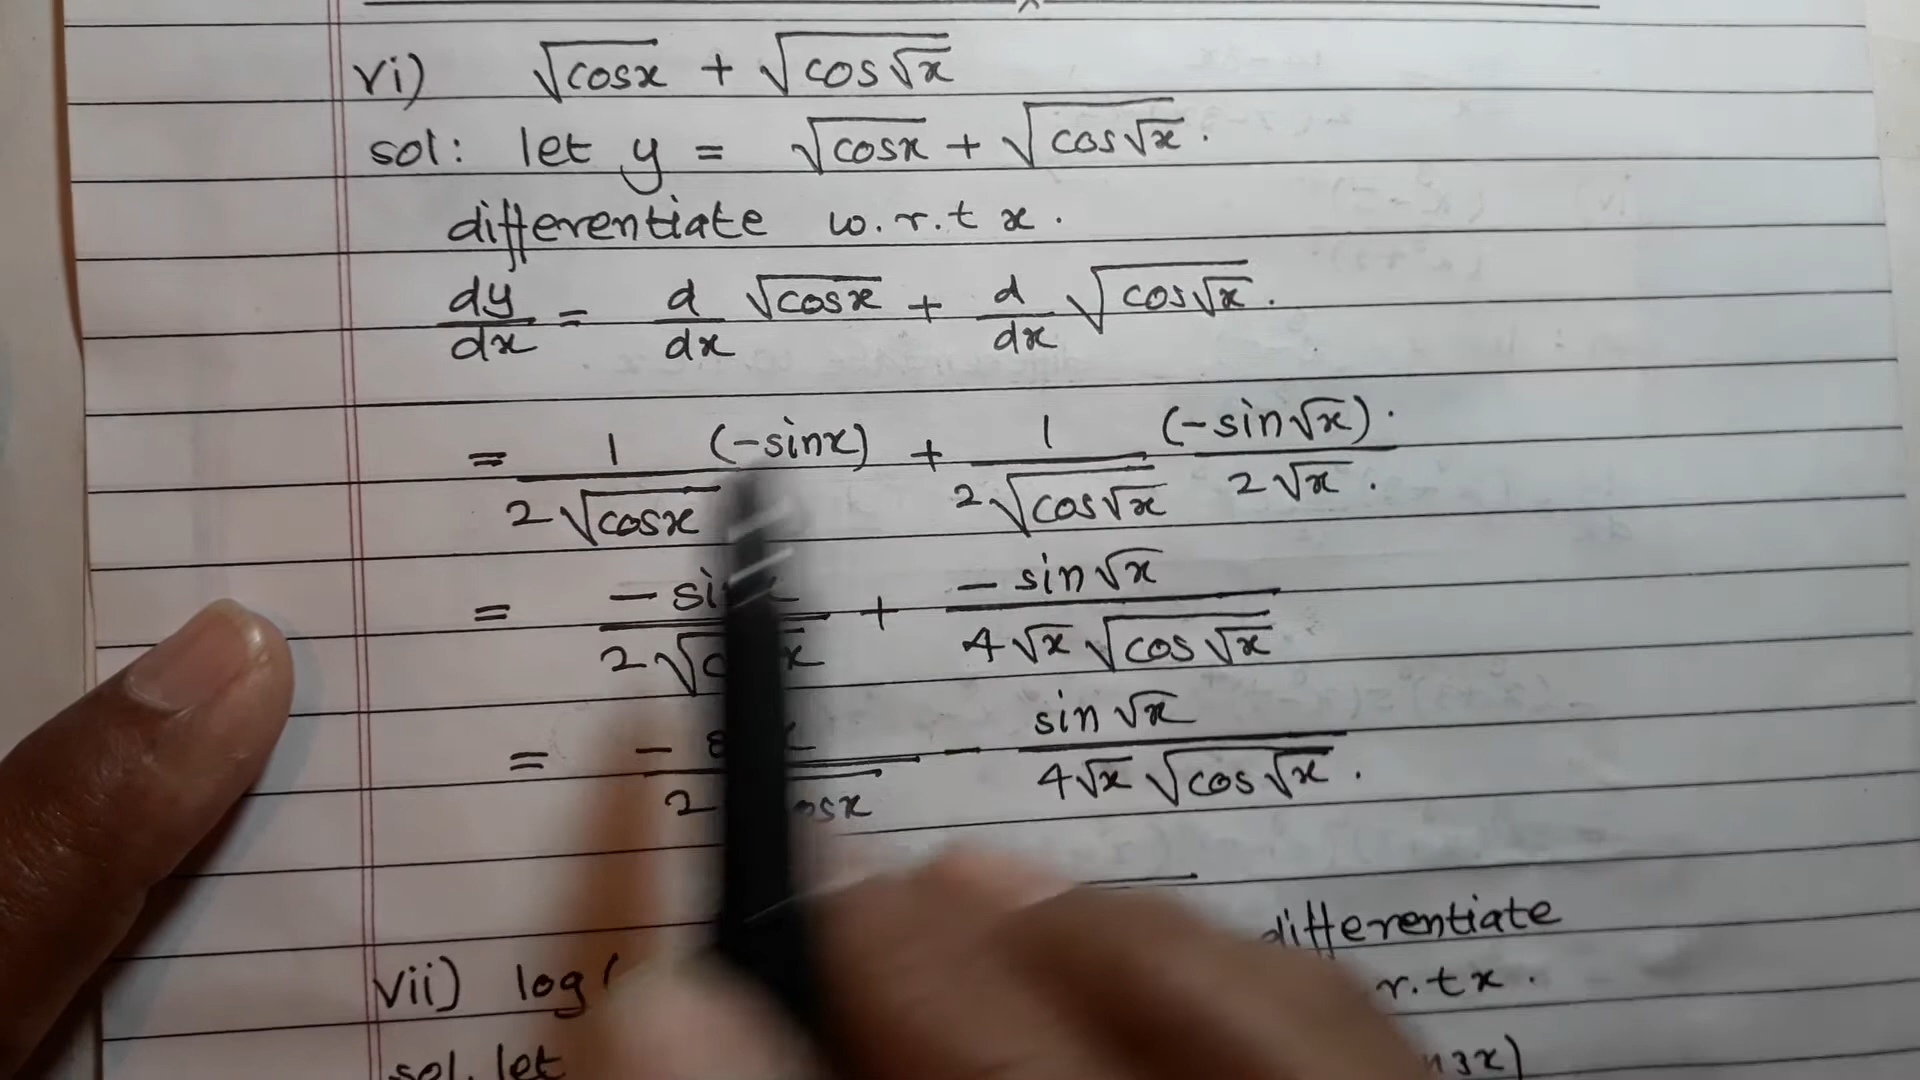 vi) √cosx + √cos√x
sol: let y = √cosx + √cos√x.
differentiate w.r.t x.
dy/dx = d/dx √cosx + d/dx √cos√x.
= 1/2√cosx (-sinx) + 1/2√cos√x (-sin√x)/2√x.
= + -sin√x/4√x √cos√x
= - sin√x/4√x √cos√x.
differentiate
vii) log( r.t x.
sol. let 3x)